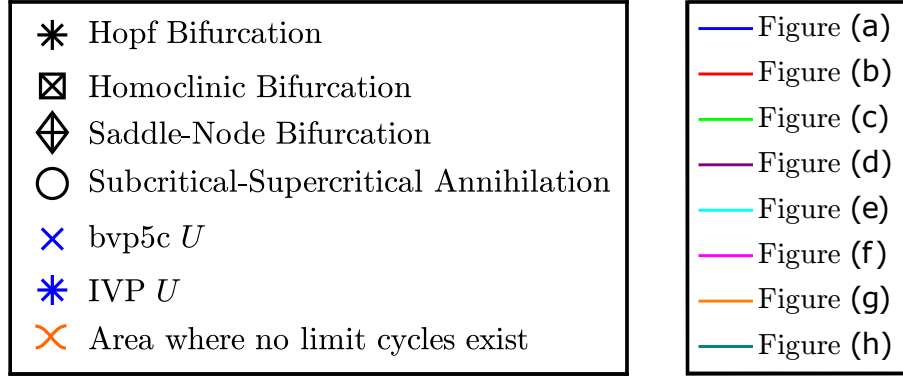 Hopf Bifurcation
Homoclinic Bifurcation
Saddle-Node Bifurcation
Subcritical-Supercritical Annihilation
bvp5c U
IVP U
Area where no limit cycles exist
Figure (a)
Figure (b)
Figure (c)
Figure (d)
Figure (e)
Figure (f)
Figure (g)
Figure (h)